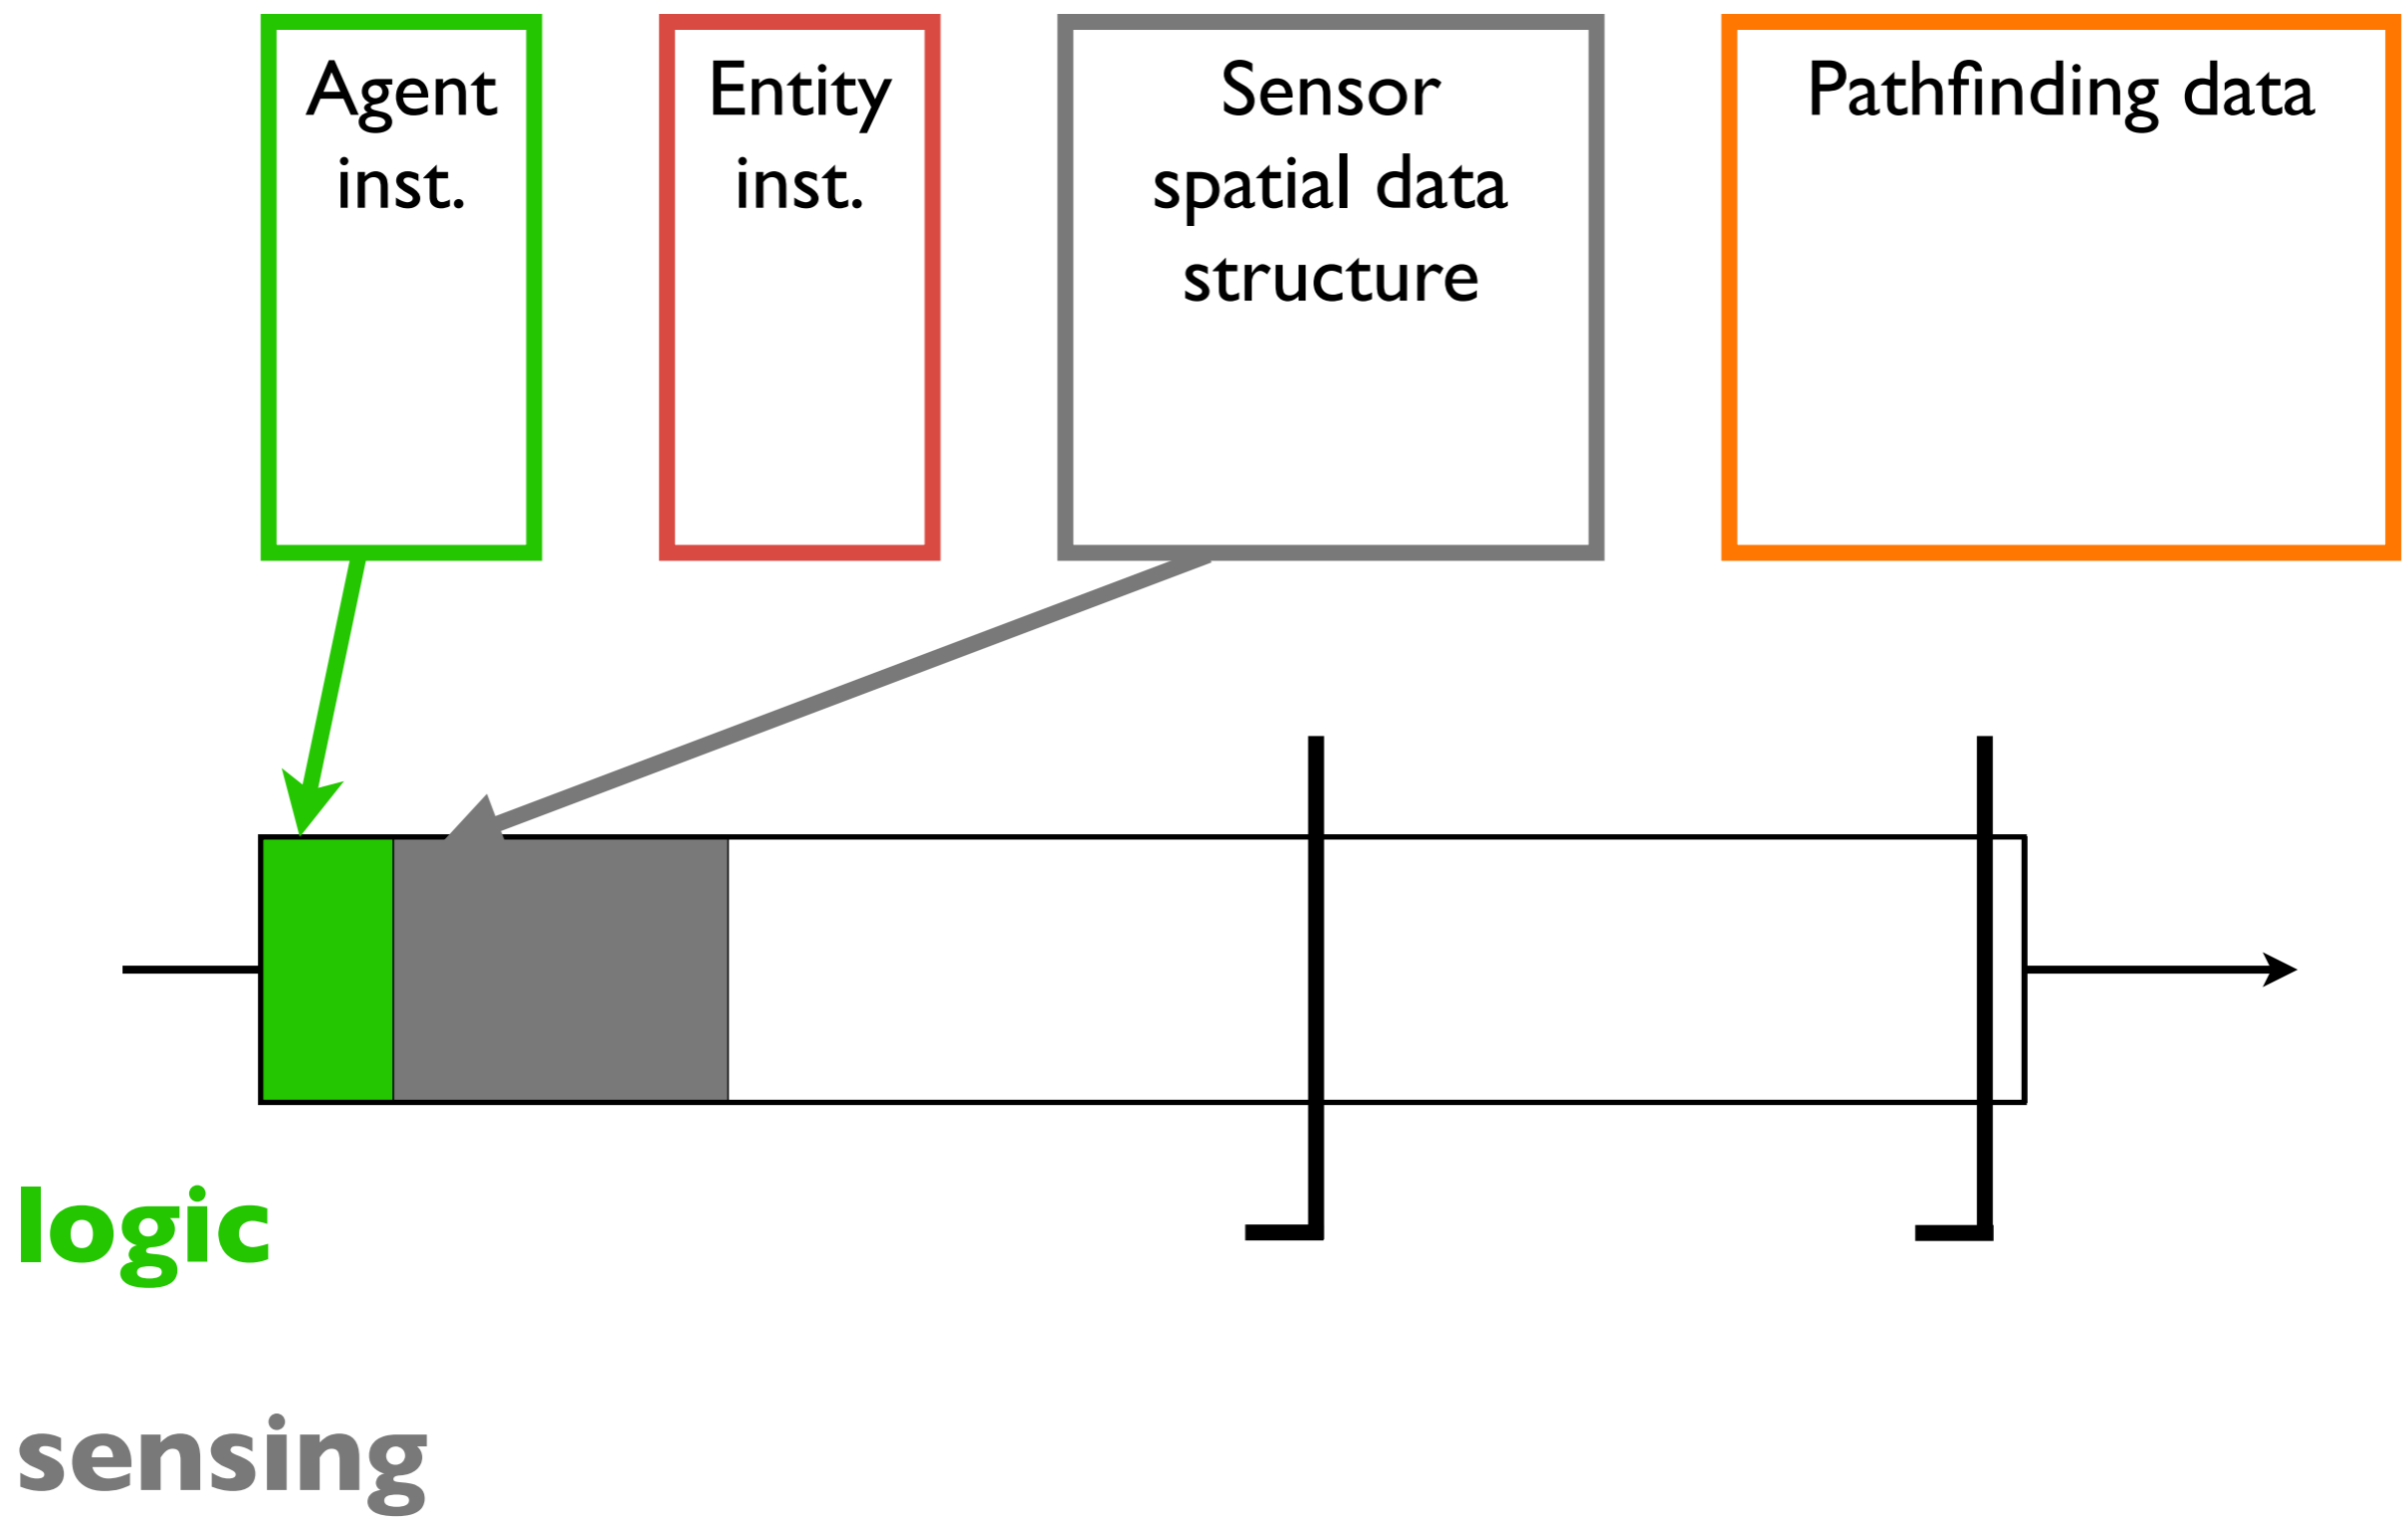 Agent
inst.
Entity
inst.
Sensor
spatial data
structure
Pathfinding data
logic
sensing